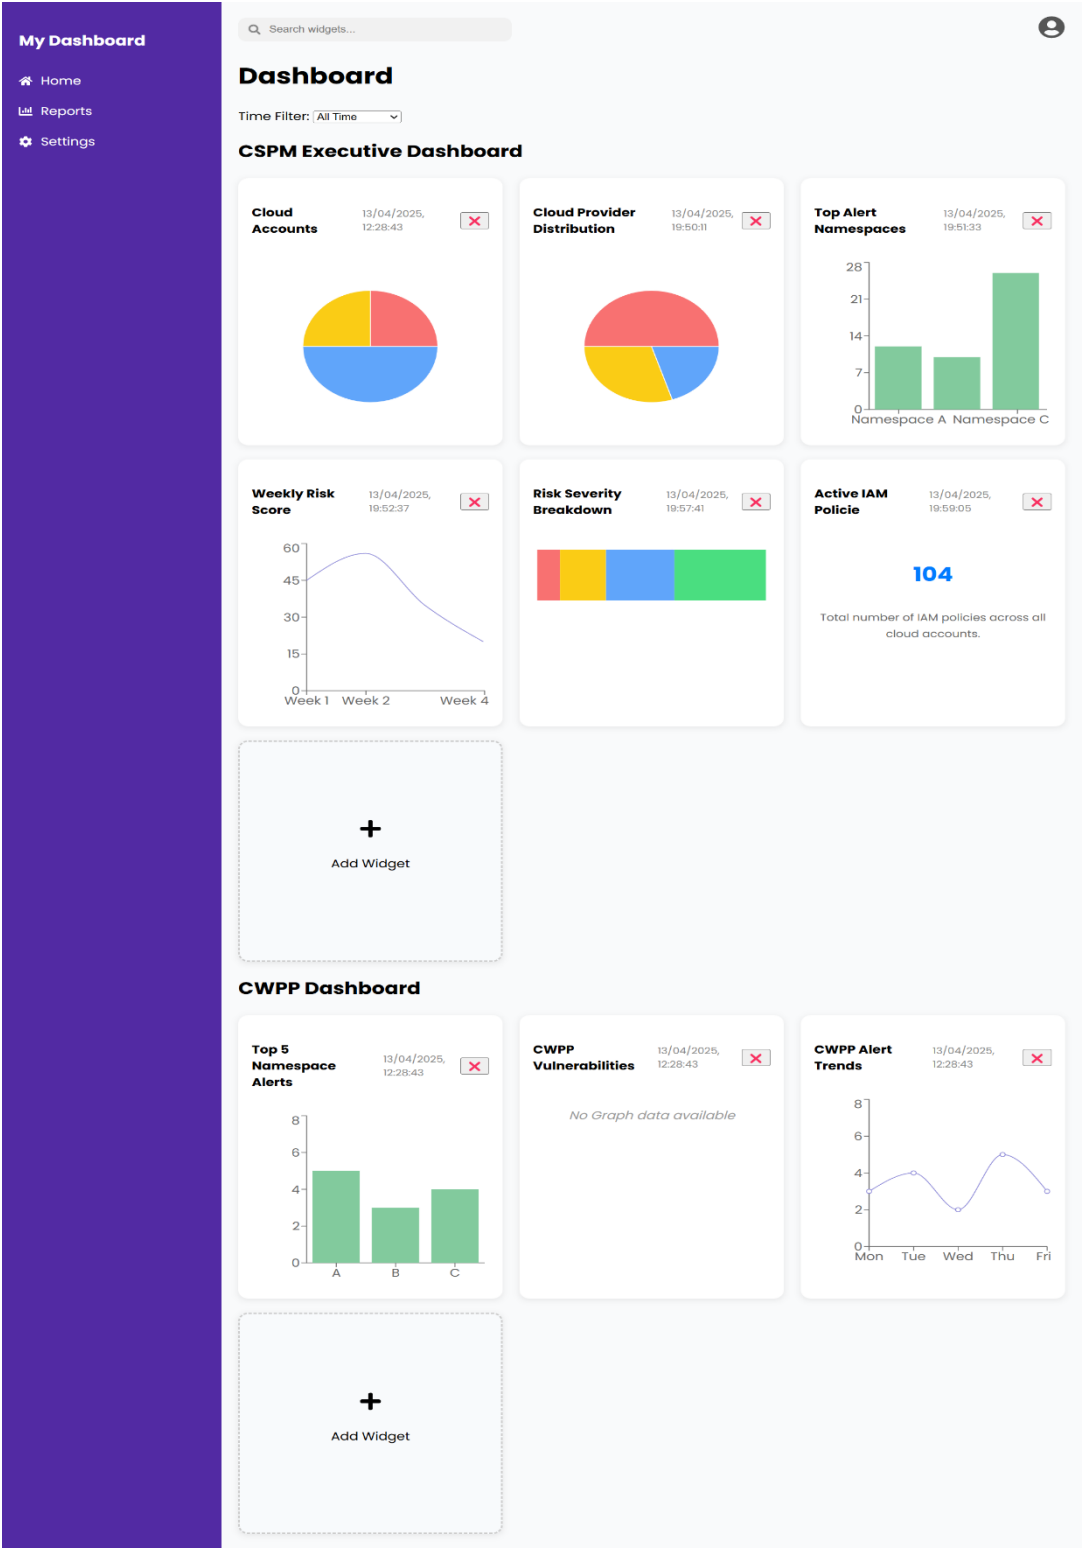 My Dashboard
Home
Reports
Settings
Search widgets...
Dashboard
Time Filter: All Time
CSPM Executive Dashboard
Cloud
Accounts
13/04/2025,
12:28:43
Cloud Provider
Distribution
13/04/2025,
19:50:11
Top Alert
Namespaces
13/04/2025,
19:51:33
28
21
14
7
0
Namespace A Namespace C
Weekly Risk
Score
13/04/2025,
19:52:37
60
45
30
15
0
Week 1 Week 2 Week 4
Risk Severity
Breakdown
13/04/2025,
19:57:41
Active IAM
Policie
13/04/2025,
19:59:05
104
Total number of IAM policies across all
cloud accounts.
Add Widget
CWPP Dashboard
Top 5
Namespace
Alerts
13/04/2025,
12:28:43
8
6
4
2
0
A B C
CWPP
Vulnerabilities
13/04/2025,
12:28:43
No Graph data available
CWPP Alert
Trends
13/04/2025,
12:28:43
8
6
4
2
0
Mon Tue Wed Thu Fri
Add Widget